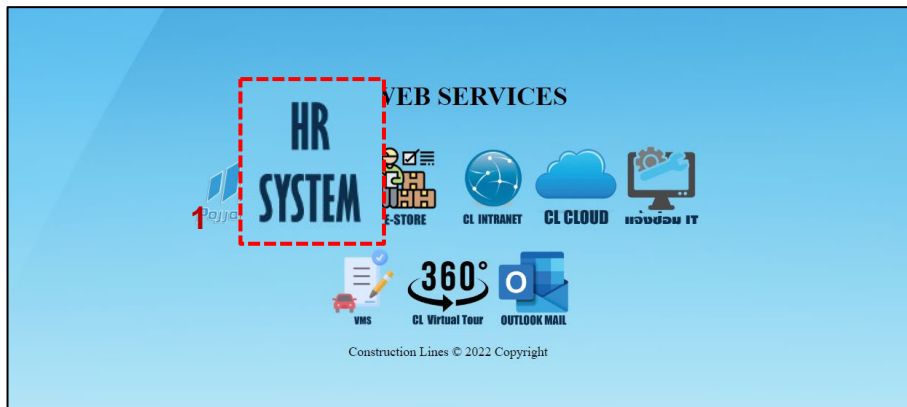 WEB SERVICES
HR
SYSTEM
1
E-STORE
CL INTRANET
CL CLOUD
แจ้งซ่อม IT
VMS
360°
CL Virtual Tour
O
OUTLOOK MAIL
Construction Lines © 2022 Copyright